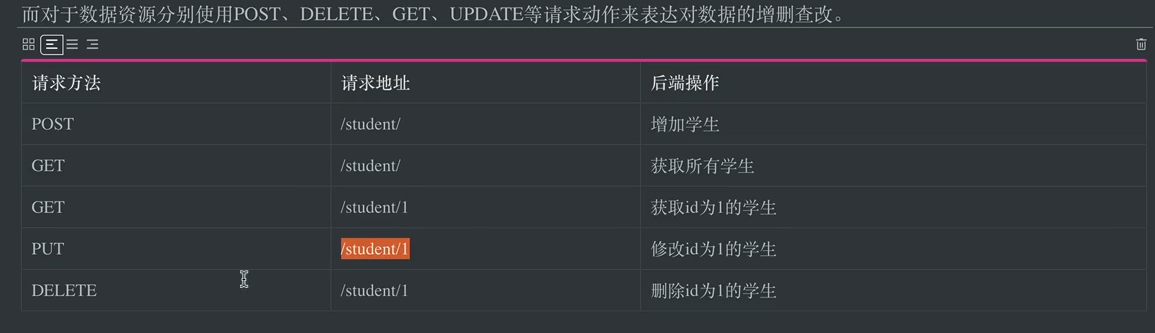 而对于数据资源分别使用POST、DELETE、GET、UPDATE等请求动作来表达对数据的增删查改。
请求方法 请求地址 后端操作
POST /student/ 增加学生
GET /student/ 获取所有学生
GET /student/1 获取id为1的学生
PUT /student/1 修改id为1的学生
DELETE /student/1 删除id为1的学生